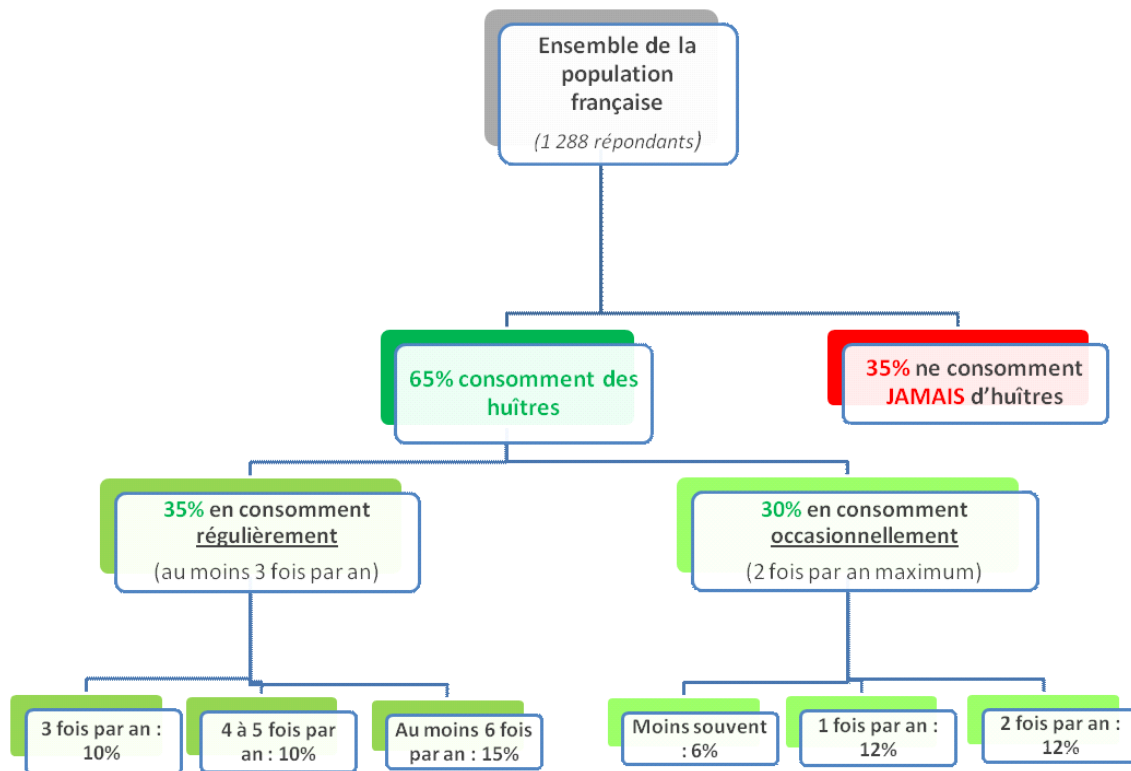 Ensemble de la
population
française
(1 288 répondants)
65% consomment des
huîtres
35% ne consomment
JAMAIS d’huîtres
35% en consomment
régulièrement
(au moins 3 fois par an)
30% en consomment
occasionnellement
(2 fois par an maximum)
3 fois par an :
10%
4 à 5 fois par
an : 10%
Au moins 6 fois
par an : 15%
Moins souvent
: 6%
1 fois par an :
12%
2 fois par an :
12%